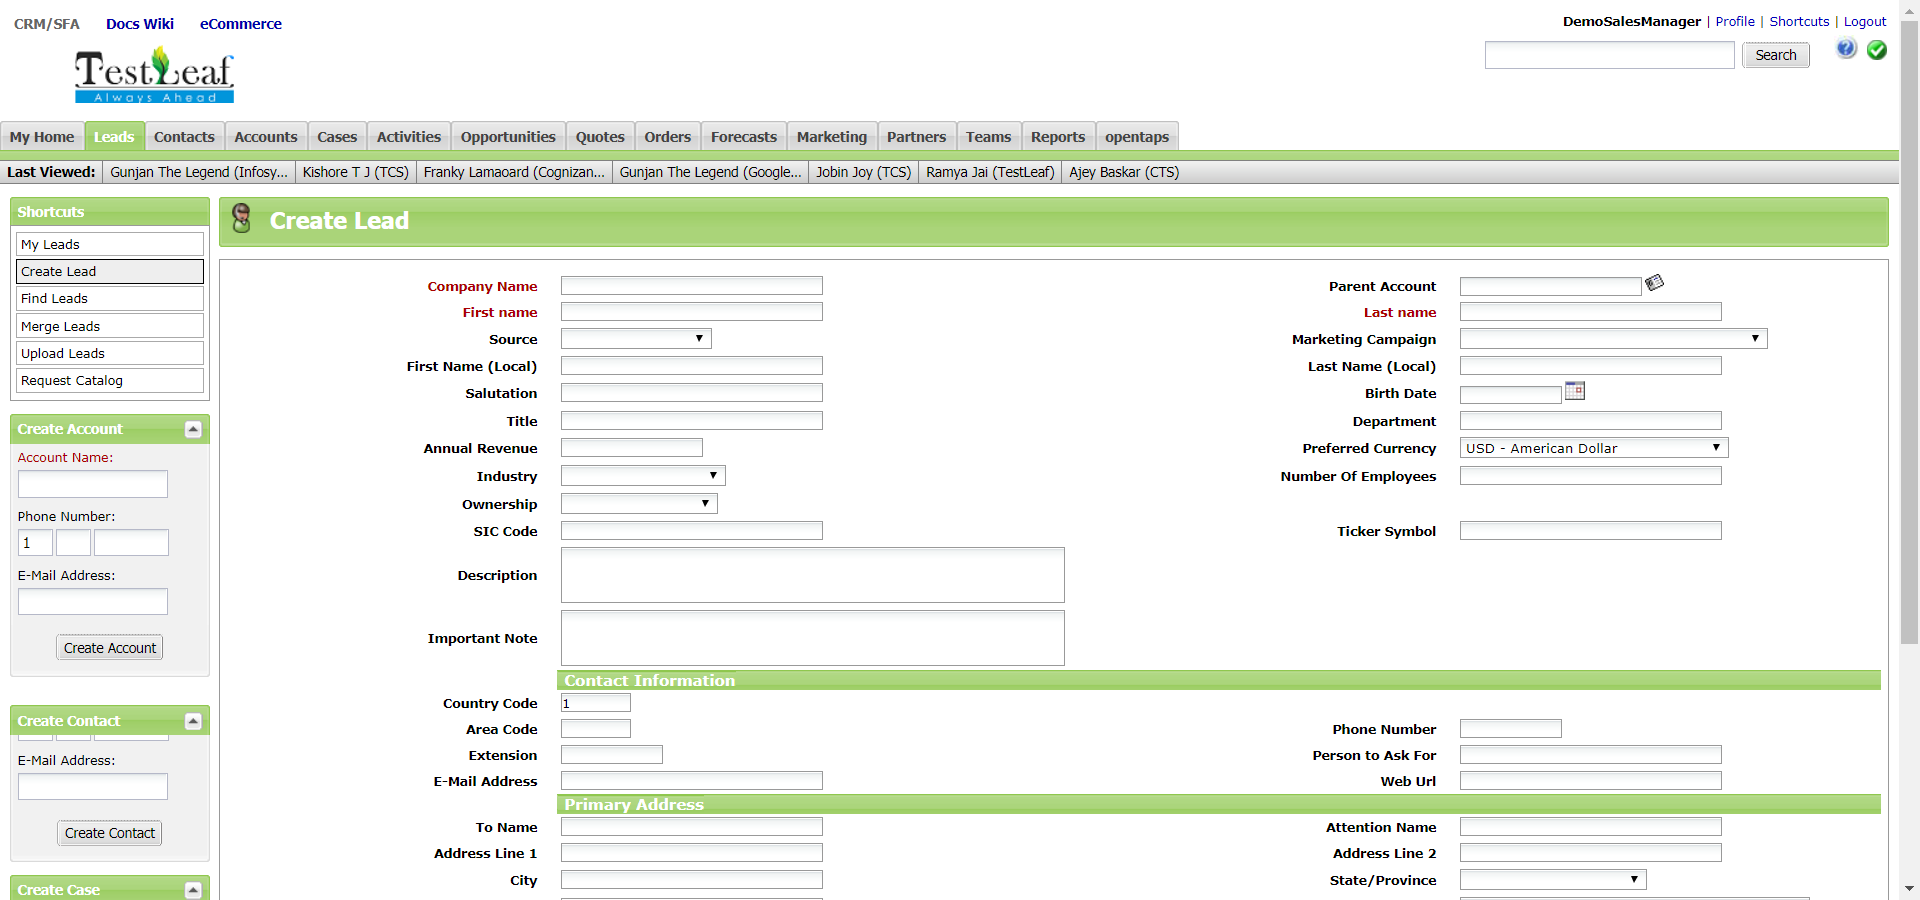 CRM/SFA Docs Wiki eCommerce
DemoSalesManager | Profile | Shortcuts | Logout
TestLeaf
Always Ahead
Search
My Home Leads Contacts Accounts Cases Activities Opportunities Quotes Orders Forecasts Marketing Partners Teams Reports opentaps
Last Viewed: Gunjan The Legend (Infosy... Kishore T J (TCS) Franky Lamaoard (Cognizan... Gunjan The Legend (Google... Jobin Joy (TCS) Ramya Jai (TestLeaf) Ajey Baskar (CTS)
Shortcuts
My Leads
Create Lead
Find Leads
Merge Leads
Upload Leads
Request Catalog
Create Account
Account Name:
Phone Number:
1
E-Mail Address:
Create Account
Create Contact
E-Mail Address:
Create Contact
Create Case
Create Lead
Company Name Parent Account
First name Last name
Source Marketing Campaign
First Name (Local) Last Name (Local)
Salutation Birth Date
Title Department
Annual Revenue Preferred Currency USD - American Dollar
Industry Number Of Employees
Ownership
SIC Code Ticker Symbol
Description
Important Note
Contact Information
Country Code 1
Area Code Phone Number
Extension Person to Ask For
E-Mail Address Web Url
Primary Address
To Name Attention Name
Address Line 1 Address Line 2
City State/Province